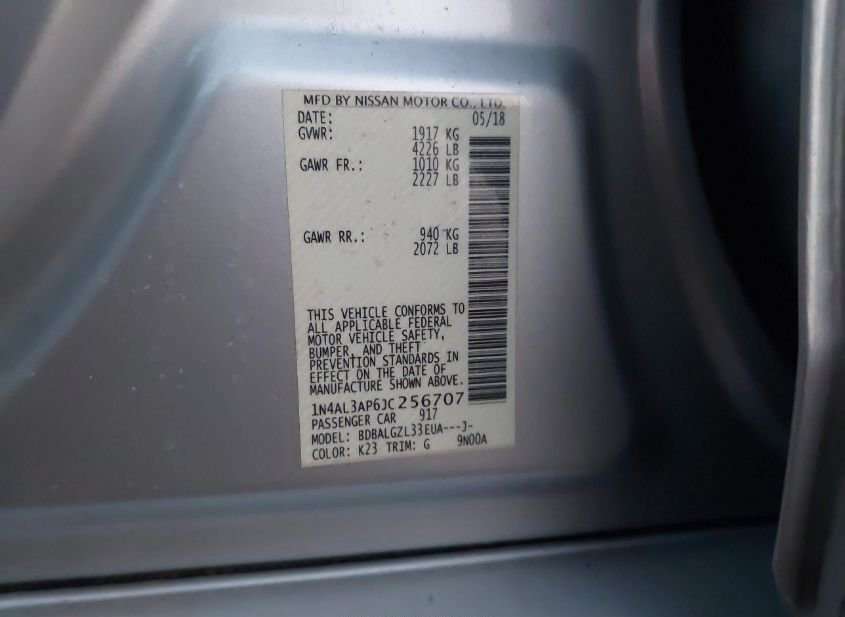 MFD BY NISSAN MOTOR CO., LTD.
DATE: 05/18
GVWR: 1917 KG
4226 LB
GAWR FR.: 1010 KG
2227 LB
GAWR RR.: 940 KG
2072 LB
THIS VEHICLE CONFORMS TO
ALL APPLICABLE FEDERAL
MOTOR VEHICLE SAFETY,
BUMPER, AND THEFT
PREVENTION STANDARDS IN
EFFECT ON THE DATE OF
MANUFACTURE SHOWN ABOVE.
1N4AL3AP6JC256707
PASSENGER CAR 917
MODEL: BDBALGZL33EUA---J-
COLOR: K23 TRIM: G 9N00A